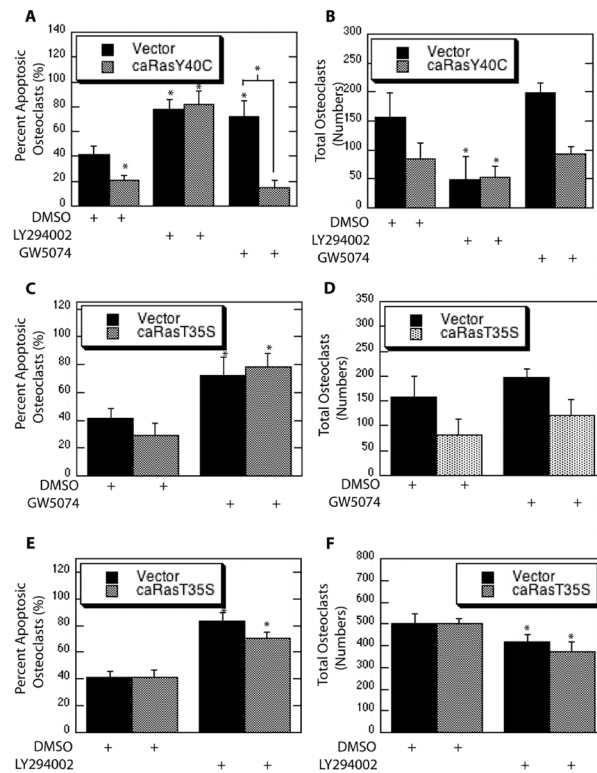 A
Percent Apoptosic
Osteoclasts (%)
140
120
100
80
60
40
20
0
Vector
caRasY40C
*
*
*
*
*
DMSO + +
LY294002 + +
GW5074 + +
B
Total Osteoclasts
(Numbers)
300
250
200
150
100
50
0
Vector
caRasY40C
* *
DMSO + +
LY294002 + +
GW5074 + +
C
Percent Apoptosic
Osteoclasts (%)
120
100
80
60
40
20
0
Vector
caRasT35S
* *
DMSO + +
GW5074 + +
D
Total Osteoclasts
(Numbers)
350
300
250
200
150
100
50
0
Vector
caRasT35S
DMSO + +
GW5074 + +
E
Percent Apoptosic
Osteoclasts (%)
120
80
60
40
20
0
Vector
caRasT35S
* *
DMSO + +
LY294002 + +
F
Total Osteoclasts
(Numbers)
800
700
600
500
400
300
200
100
0
Vector
caRasT35S
* *
DMSO + +
LY294002 + +